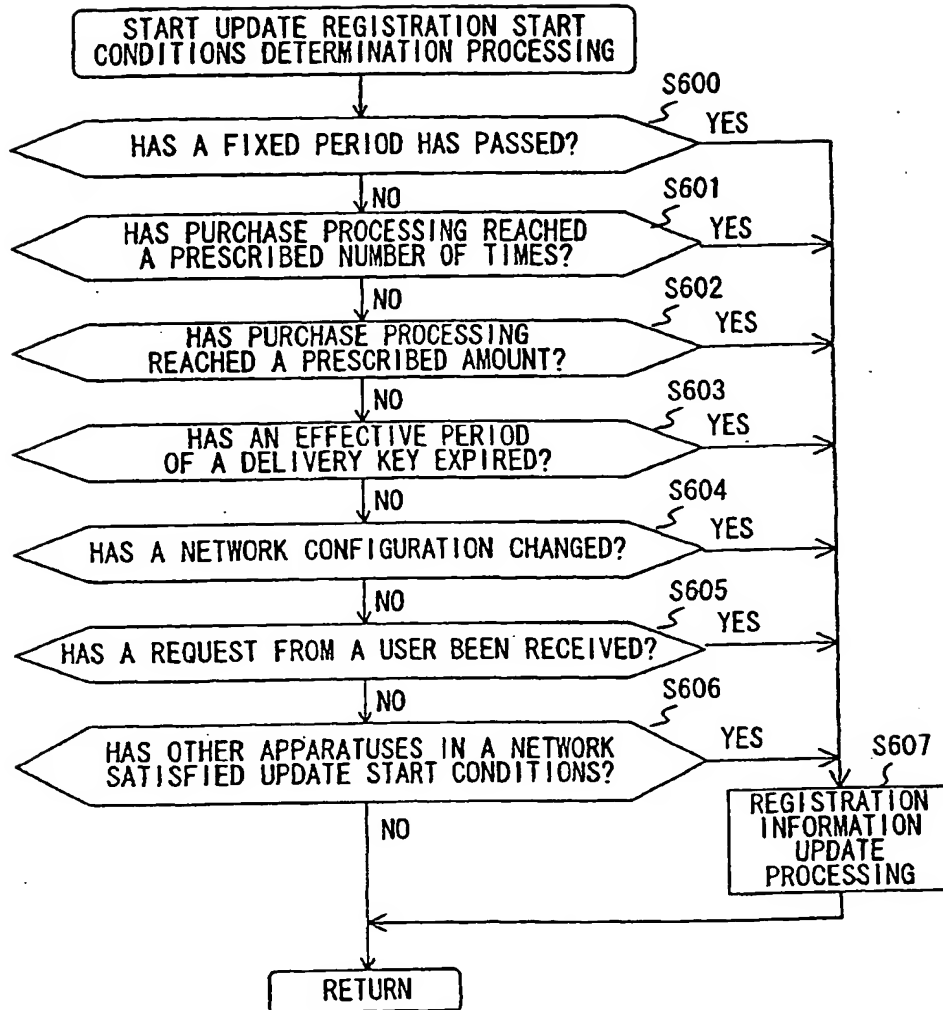 START UPDATE REGISTRATION START
CONDITIONS DETERMINATION PROCESSING
S600
HAS A FIXED PERIOD HAS PASSED?
YES
NO
S601
HAS PURCHASE PROCESSING REACHED
A PRESCRIBED NUMBER OF TIMES?
YES
NO
S602
HAS PURCHASE PROCESSING
REACHED A PRESCRIBED AMOUNT?
YES
NO
S603
HAS AN EFFECTIVE PERIOD
OF A DELIVERY KEY EXPIRED?
YES
NO
S604
HAS A NETWORK CONFIGURATION CHANGED?
YES
NO
S605
HAS A REQUEST FROM A USER BEEN RECEIVED?
YES
NO
S606
HAS OTHER APPARATUSES IN A NETWORK
SATISFIED UPDATE START CONDITIONS?
YES
NO
S607
REGISTRATION
INFORMATION
UPDATE
PROCESSING
RETURN